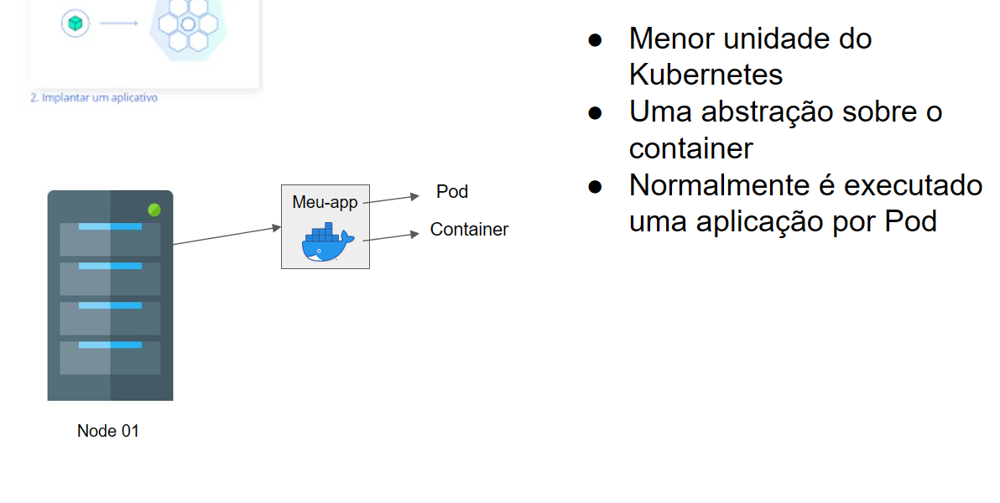 2. Implantar um aplicativo
Meu-app
Pod
Container
Node 01
● Menor unidade do
Kubernetes
● Uma abstração sobre o
container
● Normalmente é executado
uma aplicação por Pod